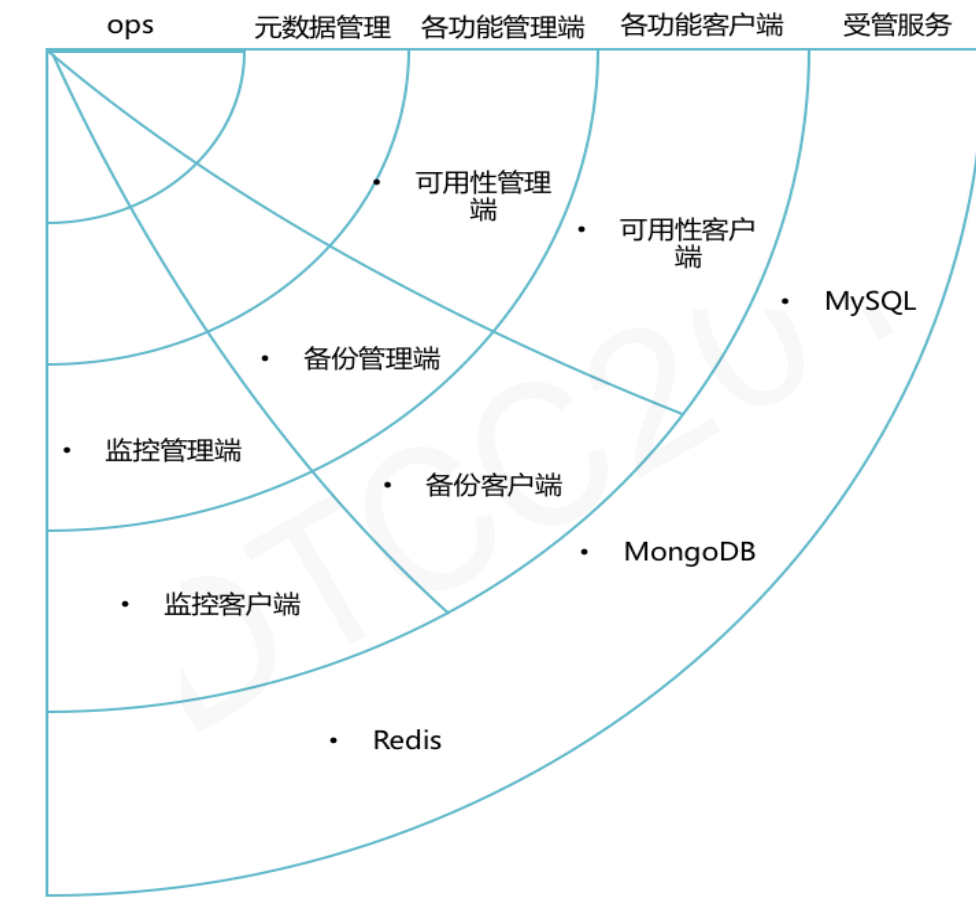 ops 元数据管理 各功能管理端 各功能客户端 受管服务
• 可用性管理
端
• 可用性客户
端
• MySQL
• 备份管理端
• 监控管理端
• 备份客户端
• MongoDB
• 监控客户端
• Redis